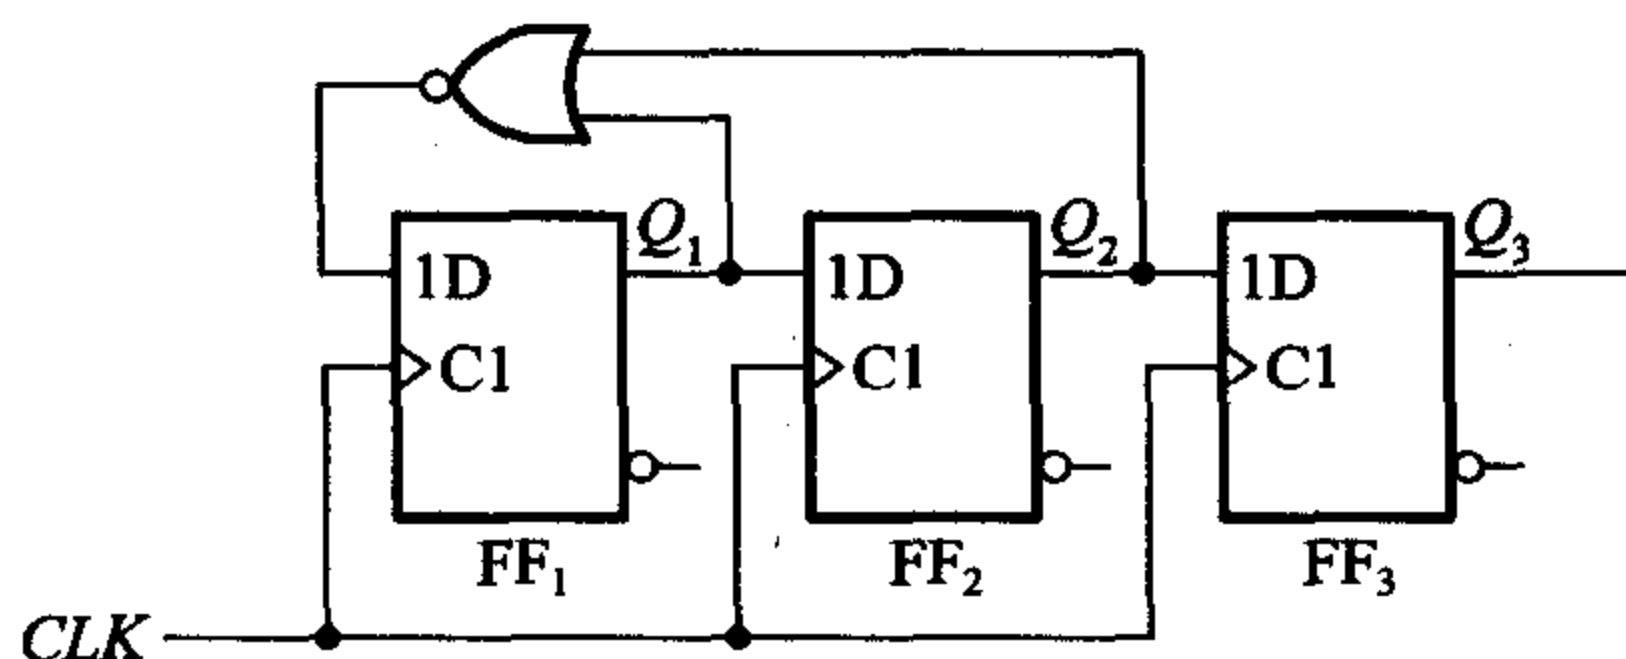 Q₁ Q₂ Q₃
1D 1D 1D
C1 C1 C1
FF₁ FF₂ FF₃
CLK